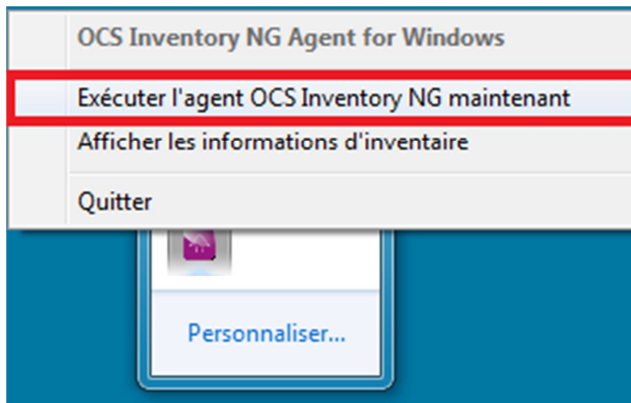 OCS Inventory NG Agent for Windows
Exécuter l'agent OCS Inventory NG maintenant
Afficher les informations d'inventaire
Quitter
Personnaliser...